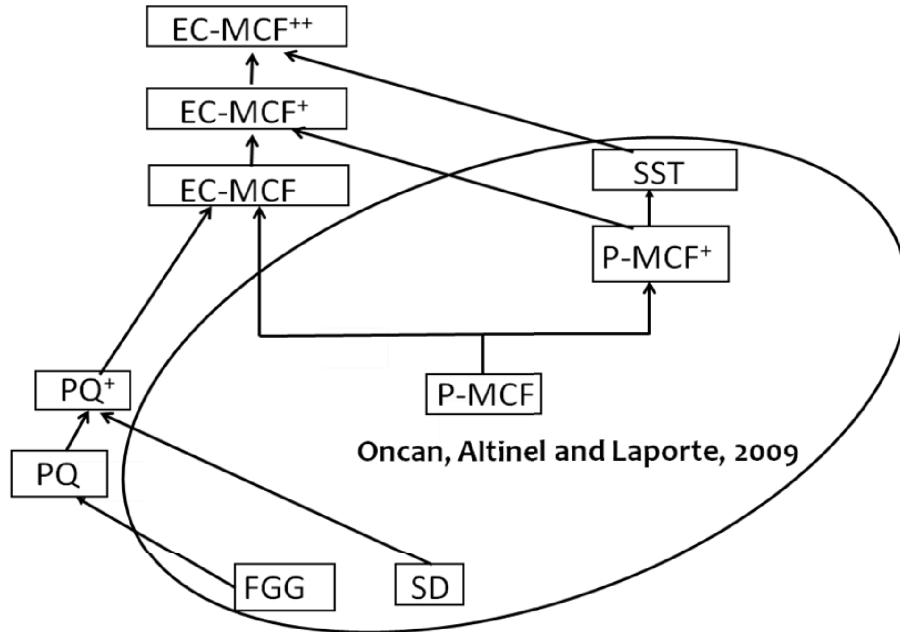 EC-MCF⁺⁺
EC-MCF⁺
SST
EC-MCF
P-MCF⁺
PQ⁺
P-MCF
Oncan, Altinel and Laporte, 2009
PQ
FGG
SD